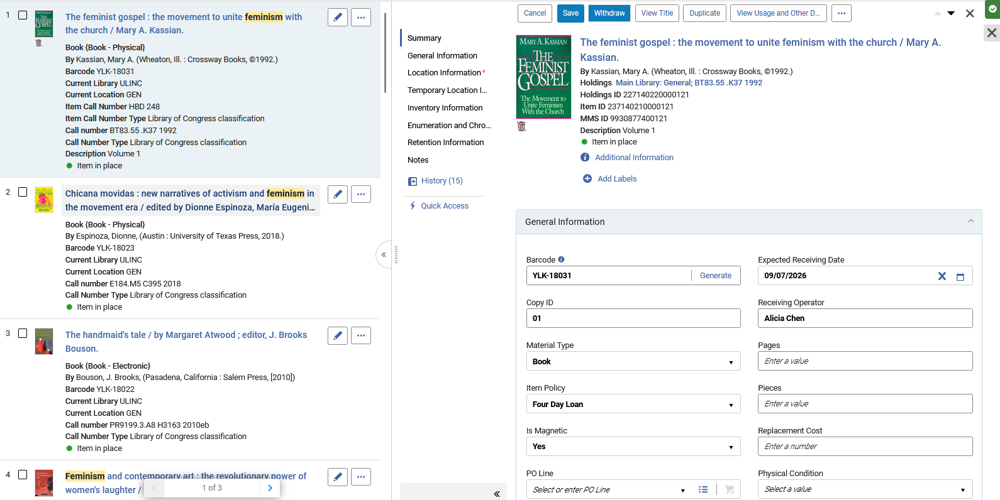 1
The feminist gospel : the movement to unite feminism with
the church / Mary A. Kassian.
Book {Book - Physical}
By Kassian, Mary A. (Wheaton, Ill. : Crossway Books, ©1992.)
Barcode YLK-18031
Current Library ULINC
Current Location GEN
Item Call Number HBD 248
Item Call Number Type Library of Congress classification
Call number BT83.55 .K37 1992
Call Number Type Library of Congress classification
Description Volume 1
Item in place
2
Chicana movidas : new narratives of activism and feminism in
the movement era / edited by Dionne Espinoza, María Eugeni...
Book {Book - Physical}
By Espinoza, Dionne, (Austin : University of Texas Press, 2018.)
Barcode YLK-18023
Current Library ULINC
Current Location GEN
Call number E184.M5 C395 2018
Call Number Type Library of Congress classification
Item in place
3
The handmaid's tale / by Margaret Atwood ; editor, J. Brooks
Bouson.
Book {Book - Electronic}
By Bouson, J. Brooks, (Pasadena, California : Salem Press, [2010])
Barcode YLK-18022
Current Library ULINC
Current Location GEN
Call number PR9199.3.A8 H3163 2010eb
Call Number Type Library of Congress classification
Item in place
4
Feminism and contemporary art : the revolutionary power of
women's laughter /
1 of 3
Summary
General Information
Location Information*
Temporary Location I...
Inventory Information
Enumeration and Chro...
Retention Information
Notes
History (15)
Quick Access
Cancel
Save
Withdraw
View Title
Duplicate
View Usage and Other D...
MARY A. KASSIAN
THE
FEMINIST
GOSPEL
The Movement to
Unite Feminism
With the Church
The feminist gospel : the movement to unite feminism with the church / Mary A.
Kassian.
By Kassian, Mary A. (Wheaton, Ill. : Crossway Books, ©1992.)
Holdings Main Library: General; BT83.55 .K37 1992
Holdings ID 227140220000121
Item ID 237140210000121
MMS ID 9930877400121
Description Volume 1
Item in place
Additional Information
Add Labels
General Information
Barcode
YLK-18031
Generate
Expected Receiving Date
09/07/2026
Copy ID
01
Receiving Operator
Alicia Chen
Material Type
Book
Pages
Enter a value
Item Policy
Four Day Loan
Pieces
Enter a value
Is Magnetic
Yes
Replacement Cost
Enter a number
PO Line
Select or enter PO Line
Physical Condition
Select a value